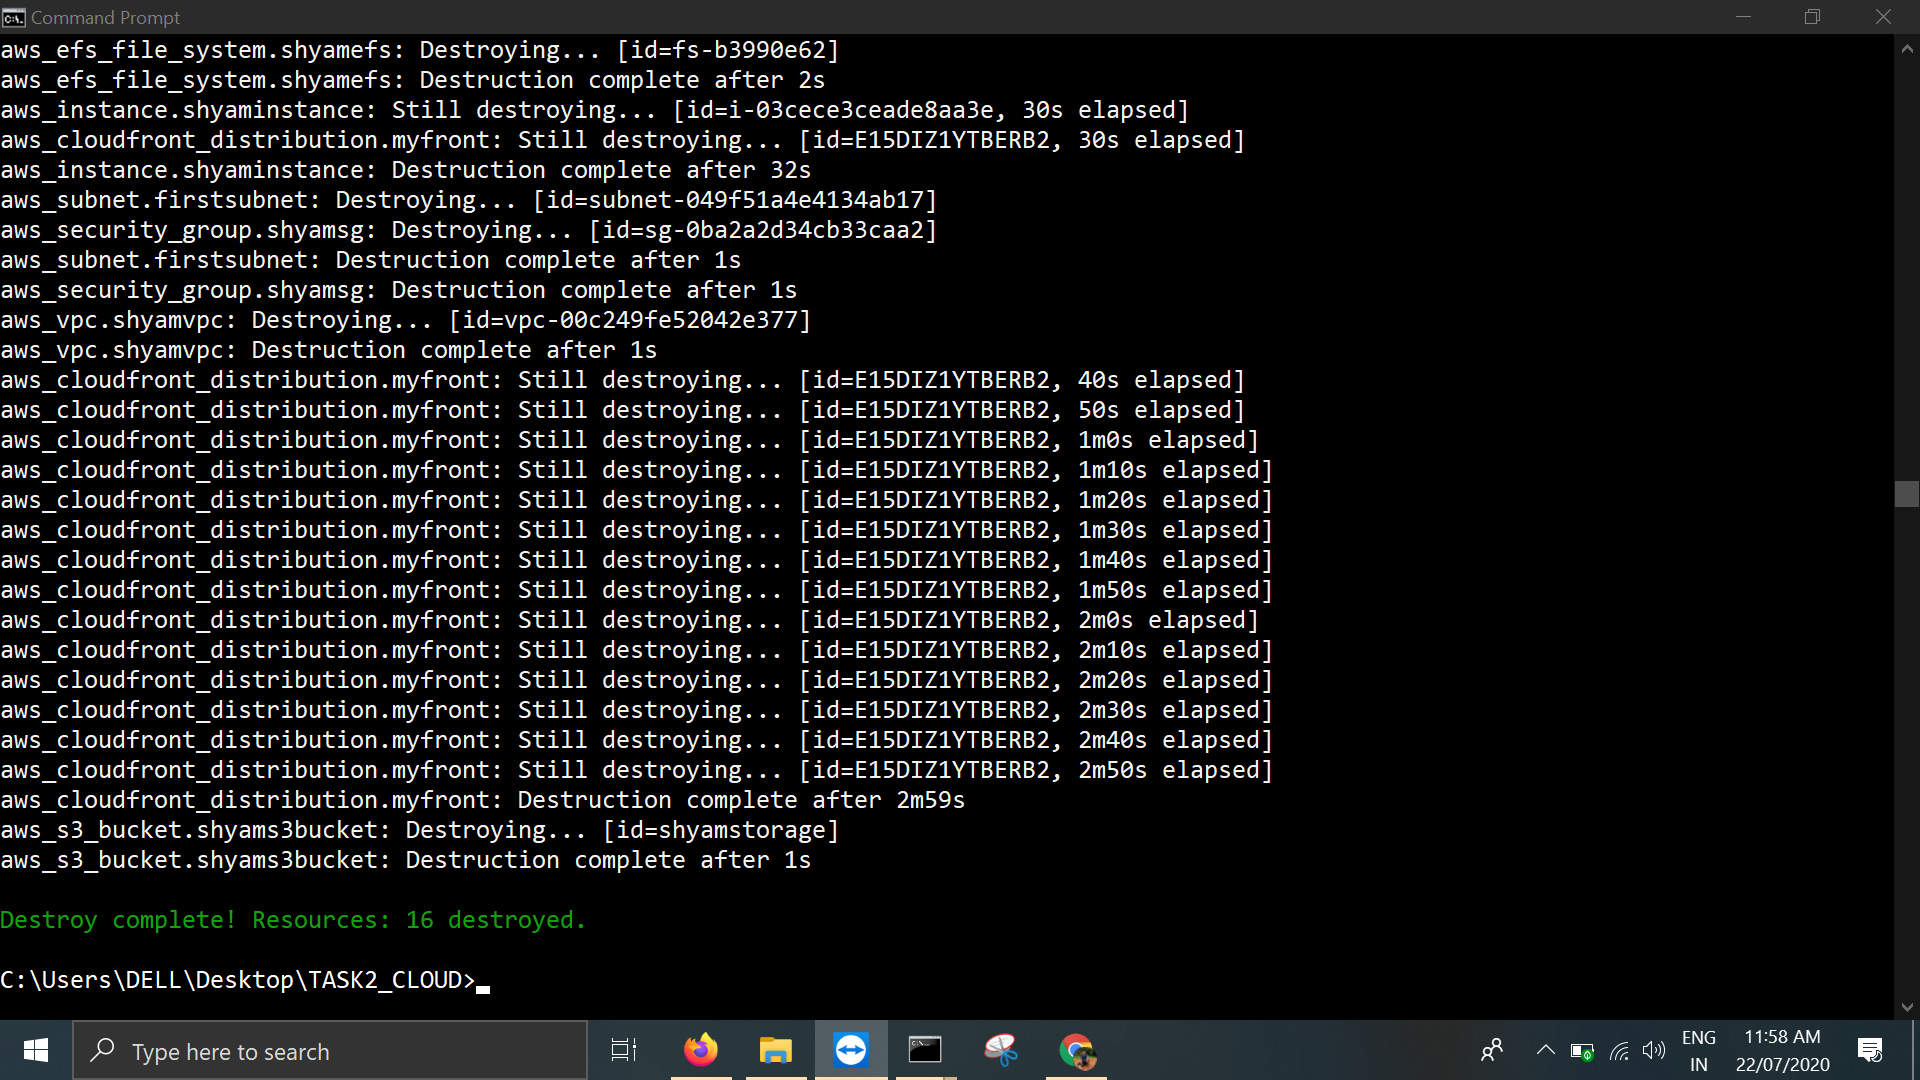 Command Prompt
aws_efs_file_system.shyamefs: Destroying... [id=fs-b3990e62]
aws_efs_file_system.shyamefs: Destruction complete after 2s
aws_instance.shyaminstance: Still destroying... [id=i-03cece3ceade8aa3e, 30s elapsed]
aws_cloudfront_distribution.myfront: Still destroying... [id=E15DIZ1YTBERB2, 30s elapsed]
aws_instance.shyaminstance: Destruction complete after 32s
aws_subnet.firstsubnet: Destroying... [id=subnet-049f51a4e4134ab17]
aws_security_group.shyamsg: Destroying... [id=sg-0ba2a2d34cb33caa2]
aws_subnet.firstsubnet: Destruction complete after 1s
aws_security_group.shyamsg: Destruction complete after 1s
aws_vpc.shyamvpc: Destroying... [id=vpc-00c249fe52042e377]
aws_vpc.shyamvpc: Destruction complete after 1s
aws_cloudfront_distribution.myfront: Still destroying... [id=E15DIZ1YTBERB2, 40s elapsed]
aws_cloudfront_distribution.myfront: Still destroying... [id=E15DIZ1YTBERB2, 50s elapsed]
aws_cloudfront_distribution.myfront: Still destroying... [id=E15DIZ1YTBERB2, 1m0s elapsed]
aws_cloudfront_distribution.myfront: Still destroying... [id=E15DIZ1YTBERB2, 1m10s elapsed]
aws_cloudfront_distribution.myfront: Still destroying... [id=E15DIZ1YTBERB2, 1m20s elapsed]
aws_cloudfront_distribution.myfront: Still destroying... [id=E15DIZ1YTBERB2, 1m30s elapsed]
aws_cloudfront_distribution.myfront: Still destroying... [id=E15DIZ1YTBERB2, 1m40s elapsed]
aws_cloudfront_distribution.myfront: Still destroying... [id=E15DIZ1YTBERB2, 1m50s elapsed]
aws_cloudfront_distribution.myfront: Still destroying... [id=E15DIZ1YTBERB2, 2m0s elapsed]
aws_cloudfront_distribution.myfront: Still destroying... [id=E15DIZ1YTBERB2, 2m10s elapsed]
aws_cloudfront_distribution.myfront: Still destroying... [id=E15DIZ1YTBERB2, 2m20s elapsed]
aws_cloudfront_distribution.myfront: Still destroying... [id=E15DIZ1YTBERB2, 2m30s elapsed]
aws_cloudfront_distribution.myfront: Still destroying... [id=E15DIZ1YTBERB2, 2m40s elapsed]
aws_cloudfront_distribution.myfront: Still destroying... [id=E15DIZ1YTBERB2, 2m50s elapsed]
aws_cloudfront_distribution.myfront: Destruction complete after 2m59s
aws_s3_bucket.shyams3bucket: Destroying... [id=shyamstorage]
aws_s3_bucket.shyams3bucket: Destruction complete after 1s
Destroy complete! Resources: 16 destroyed.
C:\Users\DELL\Desktop\TASK2_CLOUD>
Type here to search
ENG
IN
11:58 AM
22/07/2020